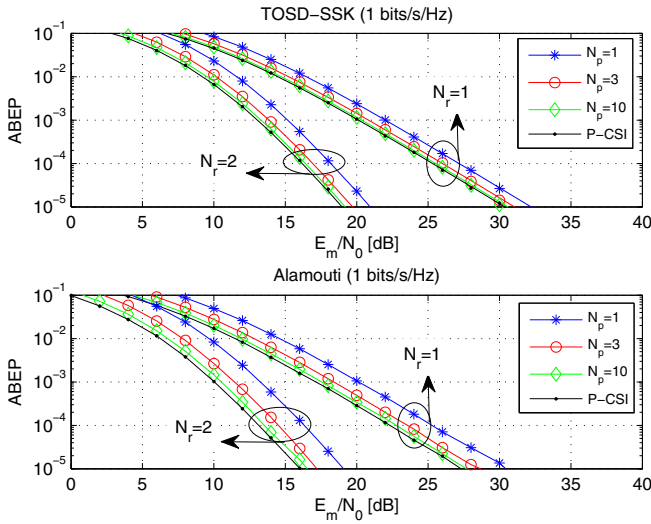 TOSD-SSK (1 bits/s/Hz)
10^-1
10^-2
10^-3
10^-4
10^-5
ABEP
N_r=2
N_r=1
N_p=1
N_p=3
N_p=10
P-CSI
0 5 10 15 20 25 30 35 40
E_m/N_0 [dB]
Alamouti (1 bits/s/Hz)
10^-1
10^-2
10^-3
10^-4
10^-5
ABEP
N_r=2
N_r=1
N_p=1
N_p=3
N_p=10
P-CSI
0 5 10 15 20 25 30 35 40
E_m/N_0 [dB]